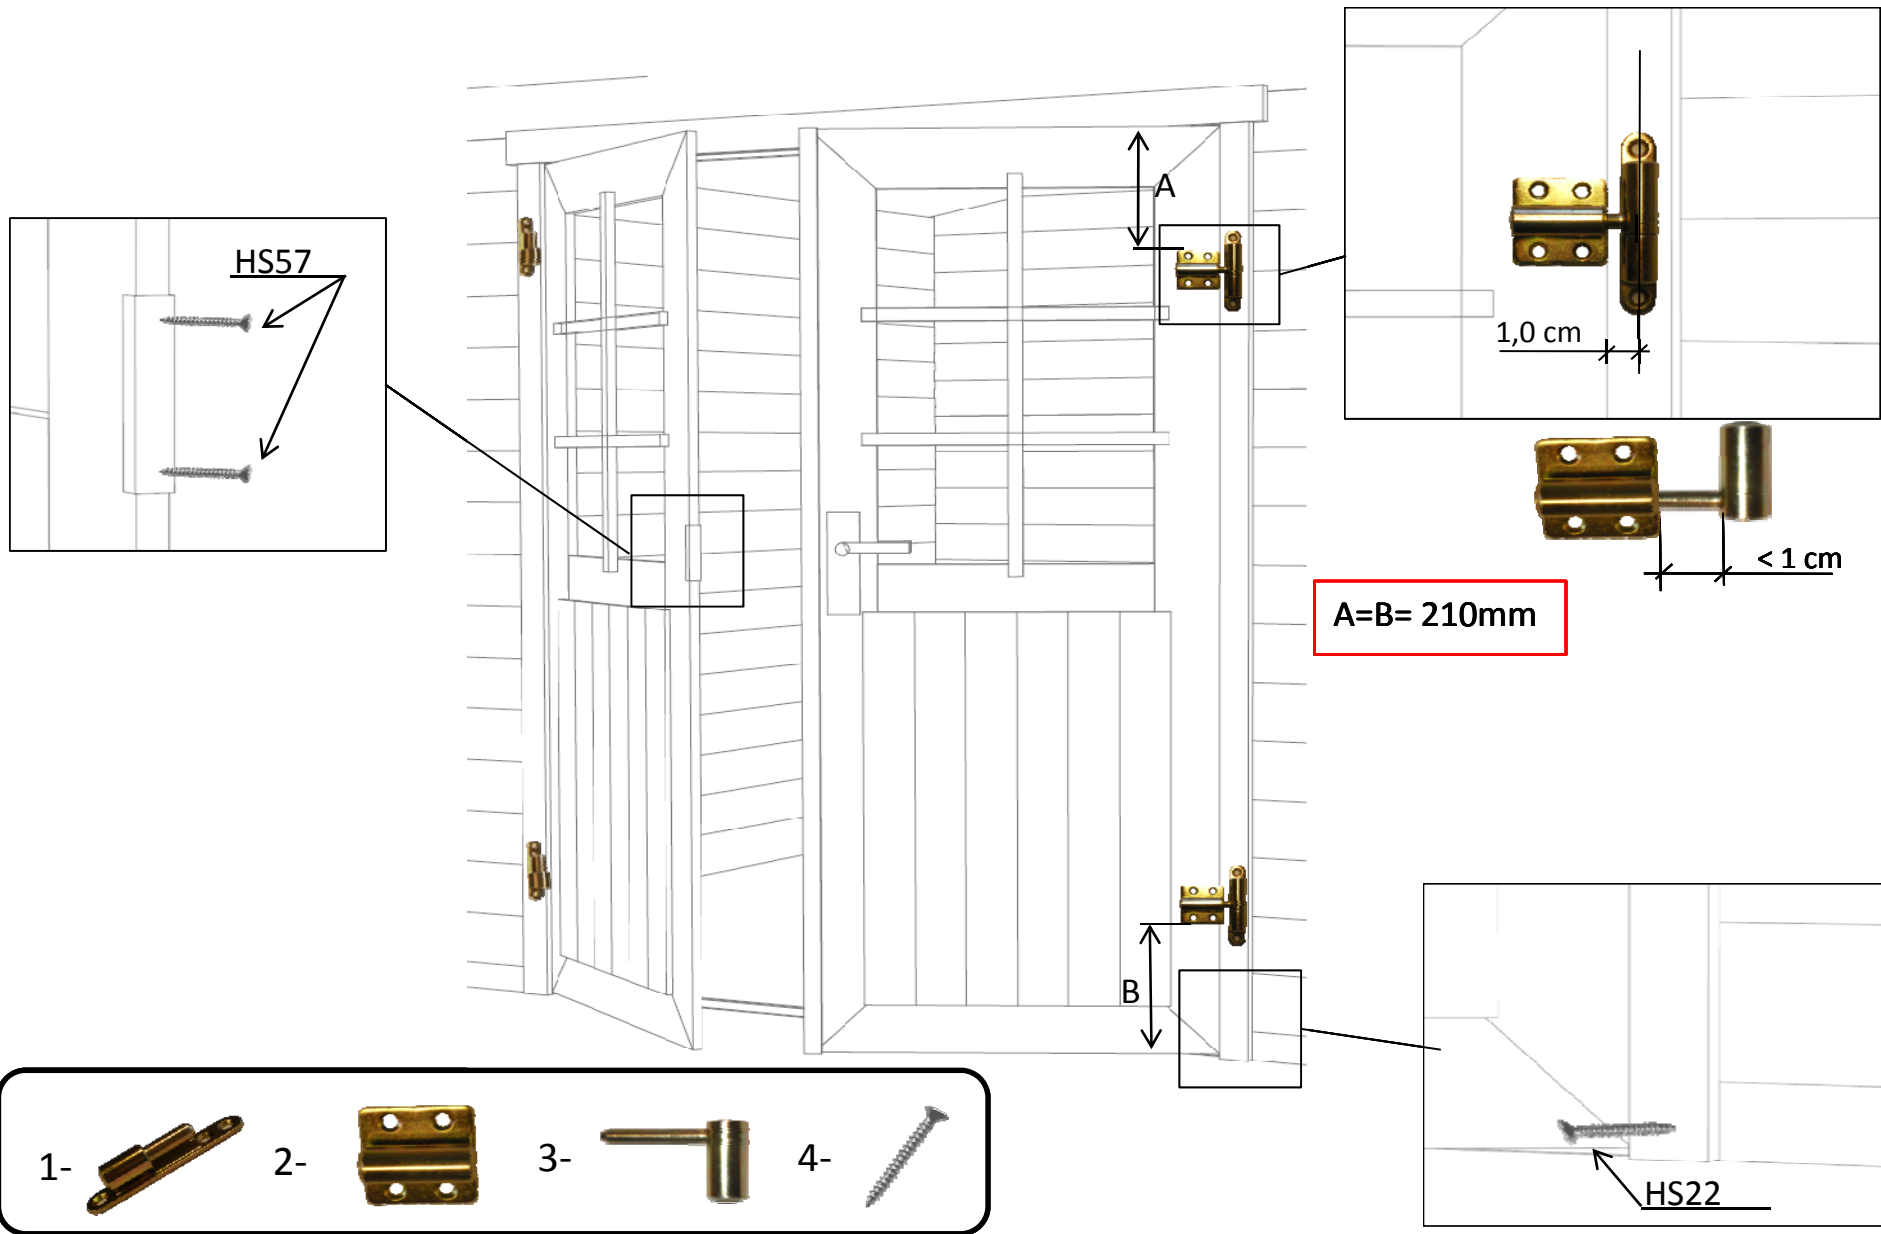 HS57
A
1,0 cm
< 1 cm
A=B= 210mm
B
1-
2-
3-
4-
HS22